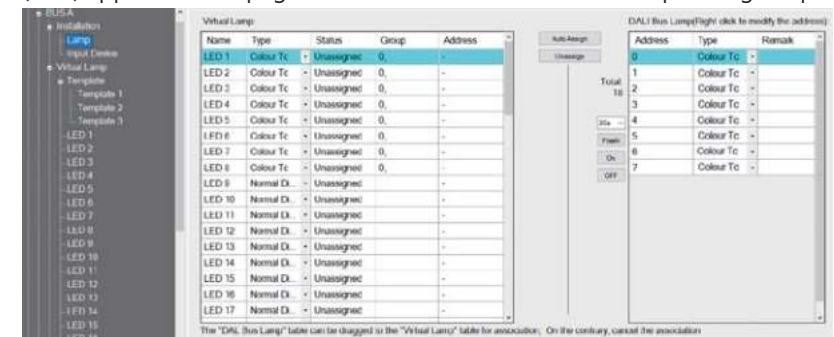 BUS A
Installation
Lamp
Input Device
Virtual Lamp
Template
Template 1
Template 2
Template 3
LED 1
LED 2
LED 3
LED 4
LED 5
LED 6
LED 7
LED 8
LED 9
LED 10
LED 11
LED 12
LED 13
LED 14
LED 15
Virtual Lamp:
Name Type Status Group Address
LED 1 Colour Tc Unassigned 0, -
LED 2 Colour Tc Unassigned 0, -
LED 3 Colour Tc Unassigned 0, -
LED 4 Colour Tc Unassigned 0, -
LED 5 Colour Tc Unassigned 0, -
LED 6 Colour Tc Unassigned 0, -
LED 7 Colour Tc Unassigned 0, -
LED 8 Colour Tc Unassigned 0, -
LED 9 Normal Di... Unassigned -
LED 10 Normal Di... Unassigned -
LED 11 Normal Di... Unassigned -
LED 12 Normal Di... Unassigned -
LED 13 Normal Di... Unassigned -
LED 14 Normal Di... Unassigned -
LED 15 Normal Di... Unassigned -
LED 16 Normal Di... Unassigned -
LED 17 Normal Di... Unassigned -
Auto Assign
Unassign
Total:
On
OFF
DALI Bus Lamp(Right click to modify the address):
Address Type Remark
0 Colour Tc
1 Colour Tc
2 Colour Tc
3 Colour Tc
4 Colour Tc
5 Colour Tc
6 Colour Tc
7 Colour Tc
The "DAL Bus Lamp" table can be dragged to the "Virtual Lamp" table for association; On the contrary, cancel the association